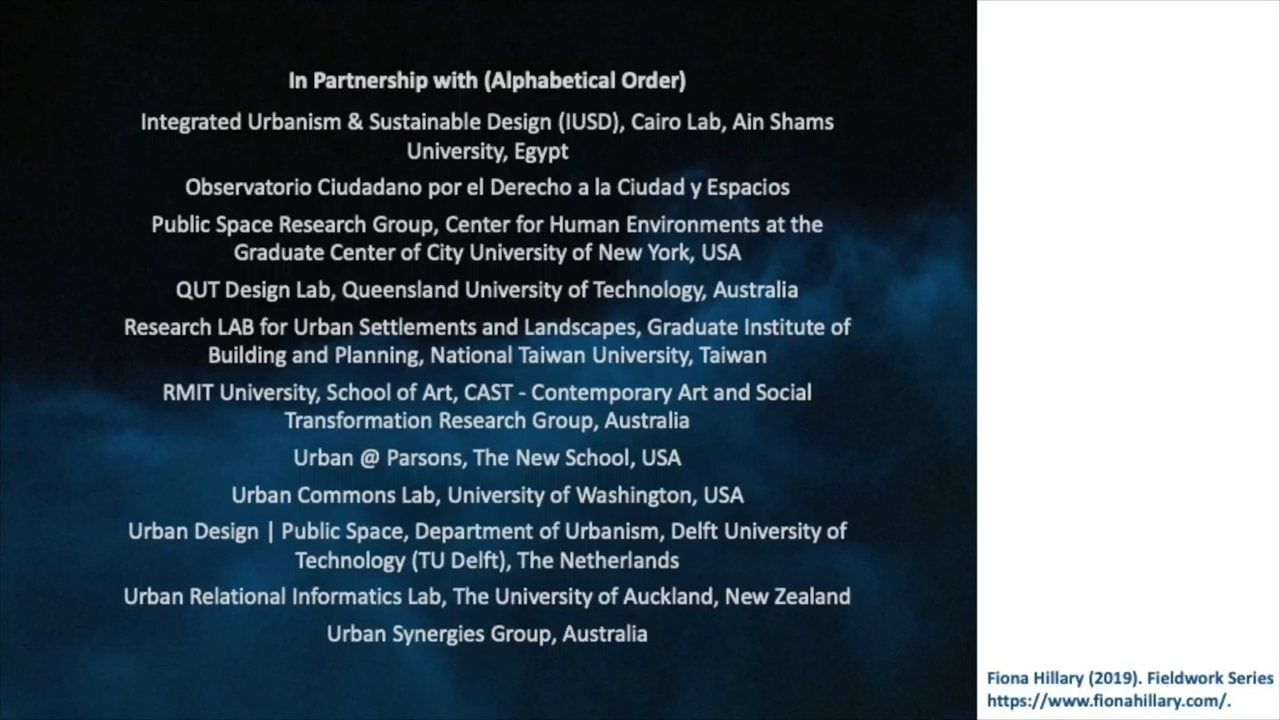 In Partnership with (Alphabetical Order)
Integrated Urbanism & Sustainable Design (IUSD), Cairo Lab, Ain Shams
University, Egypt
Observatorio Ciudadano por el Derecho a la Ciudad y Espacios
Public Space Research Group, Center for Human Environments at the
Graduate Center of City University of New York, USA
QUT Design Lab, Queensland University of Technology, Australia
Research LAB for Urban Settlements and Landscapes, Graduate Institute of
Building and Planning, National Taiwan University, Taiwan
RMIT University, School of Art, CAST - Contemporary Art and Social
Transformation Research Group, Australia
Urban @ Parsons, The New School, USA
Urban Commons Lab, University of Washington, USA
Urban Design | Public Space, Department of Urbanism, Delft University of
Technology (TU Delft), The Netherlands
Urban Relational Informatics Lab, The University of Auckland, New Zealand
Urban Synergies Group, Australia
Fiona Hillary (2019). Fieldwork Series
https://www.fionahillary.com/.